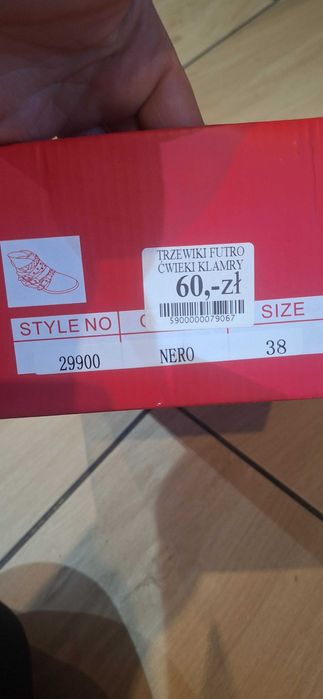 TRZEWIKI FUTRO
ĆWIEKI KLAMRY
60,-zł
5900000079067
STYLE NO
SIZE
29900
NERO
38